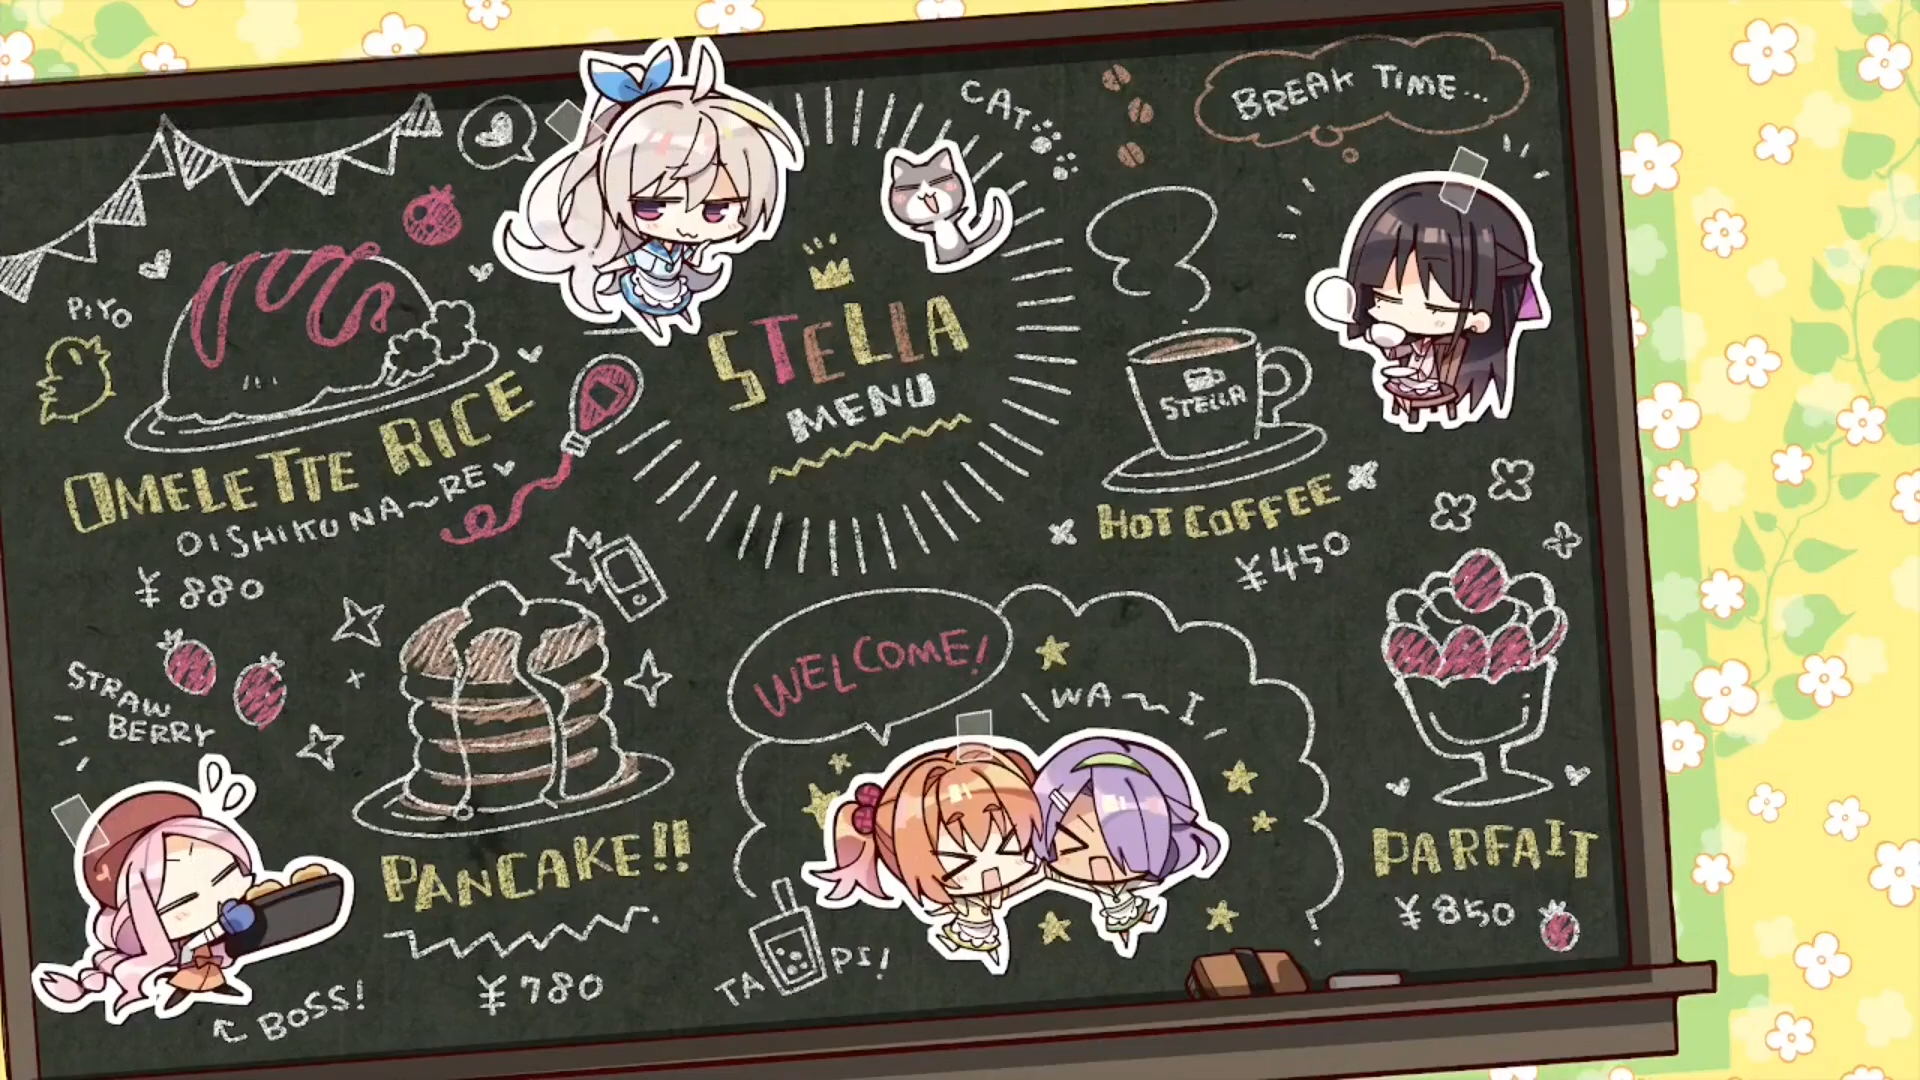 CAT
BREAK TIME...
PiYO
STELLA
MENU
STELLA
OMELETTE RICE
OISHIKUNA~RE♥
¥880
HOT COFFEE
¥450
STRAW
BERRY
WELCOME!
\WA~I
PANCAKE!!
¥780
BOSS!
TA PI!
PARFAIT
¥850